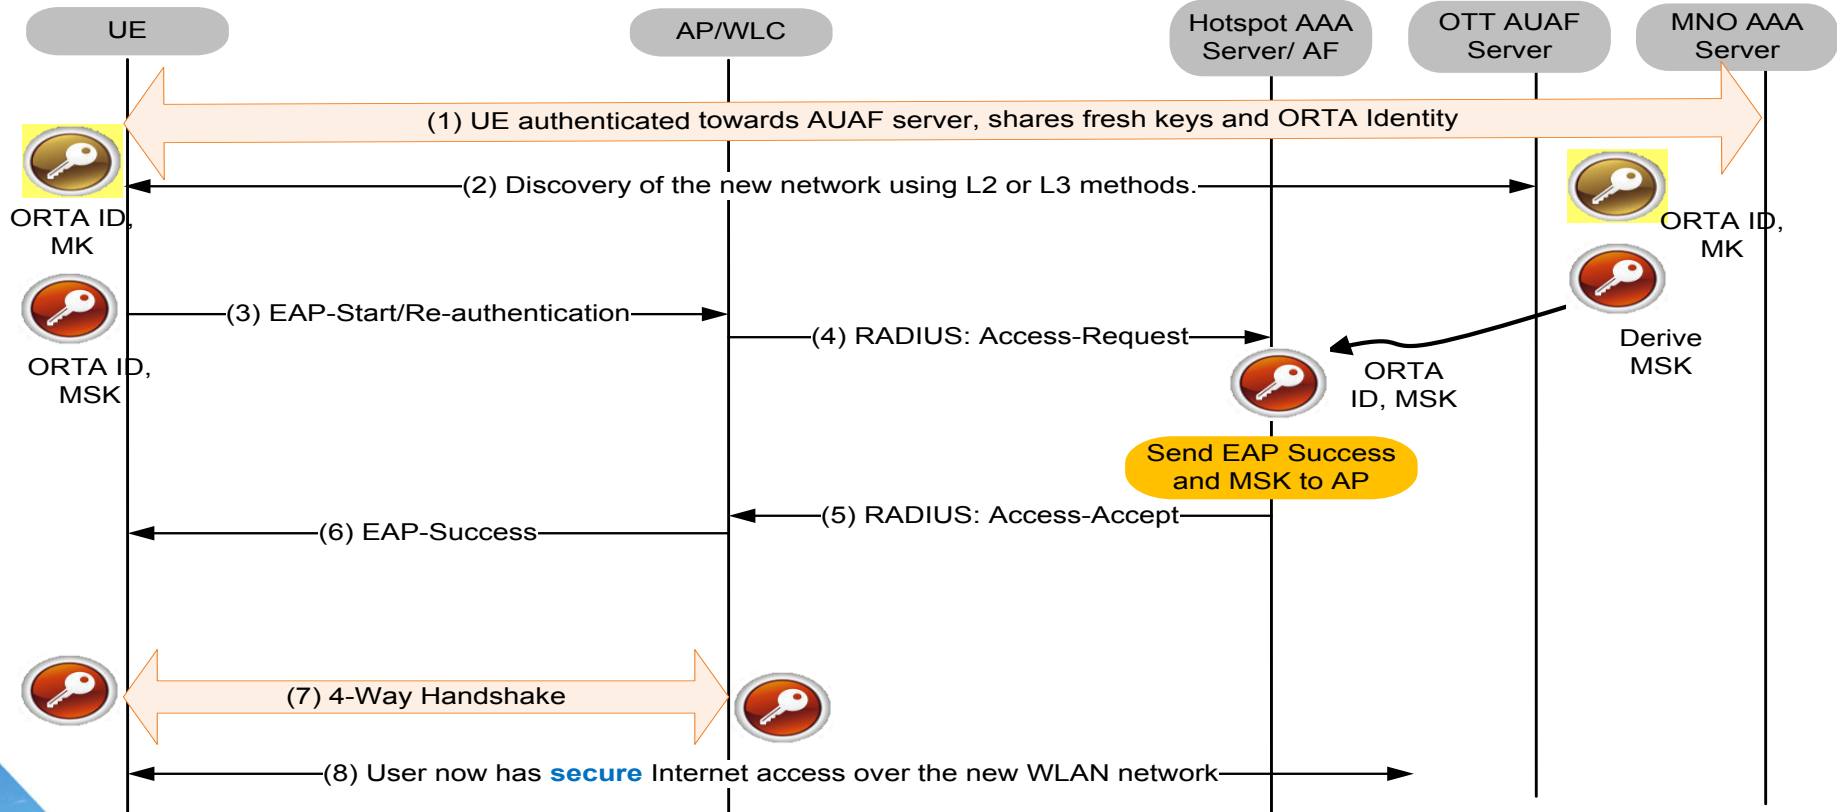 UE
AP/WLC
Hotspot AAA
Server/ AF
OTT AUAF
Server
MNO AAA
Server
(1) UE authenticated towards AUAF server, shares fresh keys and ORTA Identity
(2) Discovery of the new network using L2 or L3 methods.
ORTA ID,
MK
ORTA ID,
MK
(3) EAP-Start/Re-authentication
(4) RADIUS: Access-Request
Derive
MSK
ORTA ID,
MSK
ORTA
ID, MSK
Send EAP Success
and MSK to AP
(5) RADIUS: Access-Accept
(6) EAP-Success
(7) 4-Way Handshake
(8) User now has secure Internet access over the new WLAN network